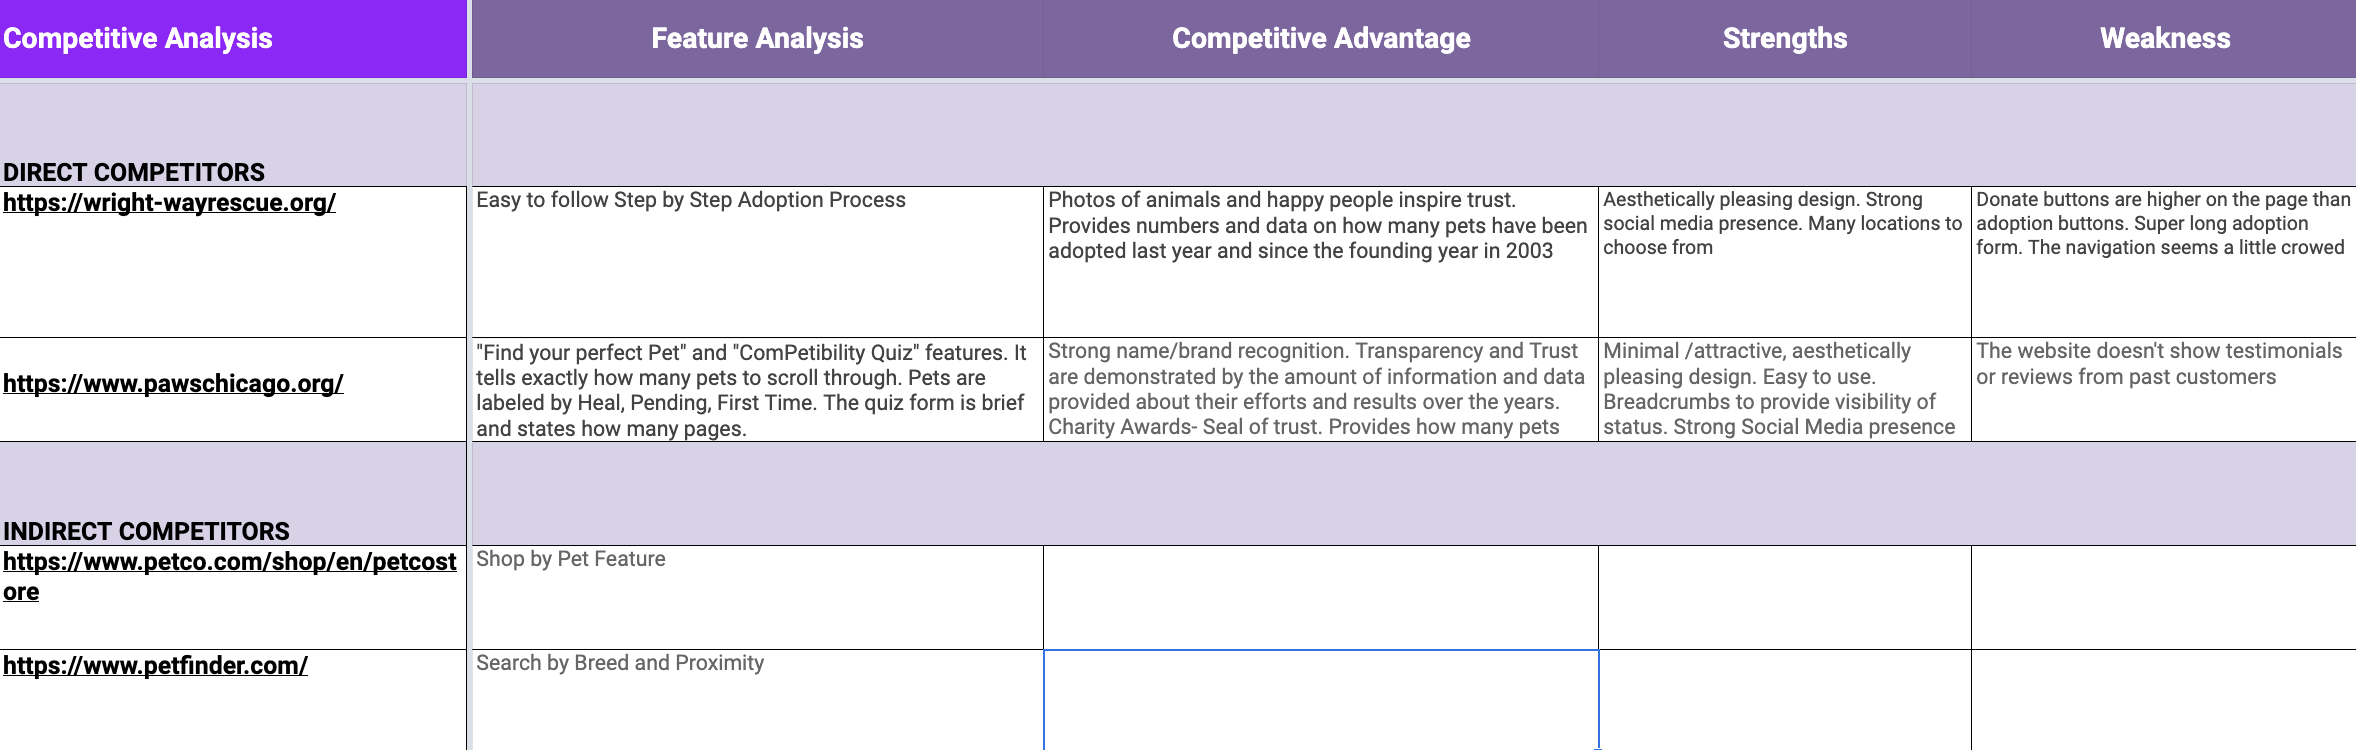 Competitive Analysis
Feature Analysis
Competitive Advantage
Strengths
Weakness
DIRECT COMPETITORS
https://wright-wayrescue.org/
Easy to follow Step by Step Adoption Process
Photos of animals and happy people inspire trust.
Provides numbers and data on how many pets have been
adopted last year and since the founding year in 2003
Aesthetically pleasing design. Strong
social media presence. Many locations to
choose from
Donate buttons are higher on the page than
adoption buttons. Super long adoption
form. The navigation seems a little crowed
https://www.pawschicago.org/
"Find your perfect Pet" and "ComPetibility Quiz" features. It
tells exactly how many pets to scroll through. Pets are
labeled by Heal, Pending, First Time. The quiz form is brief
and states how many pages.
Strong name/brand recognition. Transparency and Trust
are demonstrated by the amount of information and data
provided about their efforts and results over the years.
Charity Awards- Seal of trust. Provides how many pets
Minimal /attractive, aesthetically
pleasing design. Easy to use.
Breadcrumbs to provide visibility of
status. Strong Social Media presence
The website doesn't show testimonials
or reviews from past customers
INDIRECT COMPETITORS
https://www.petco.com/shop/en/petcost
ore
Shop by Pet Feature
https://www.petfinder.com/
Search by Breed and Proximity